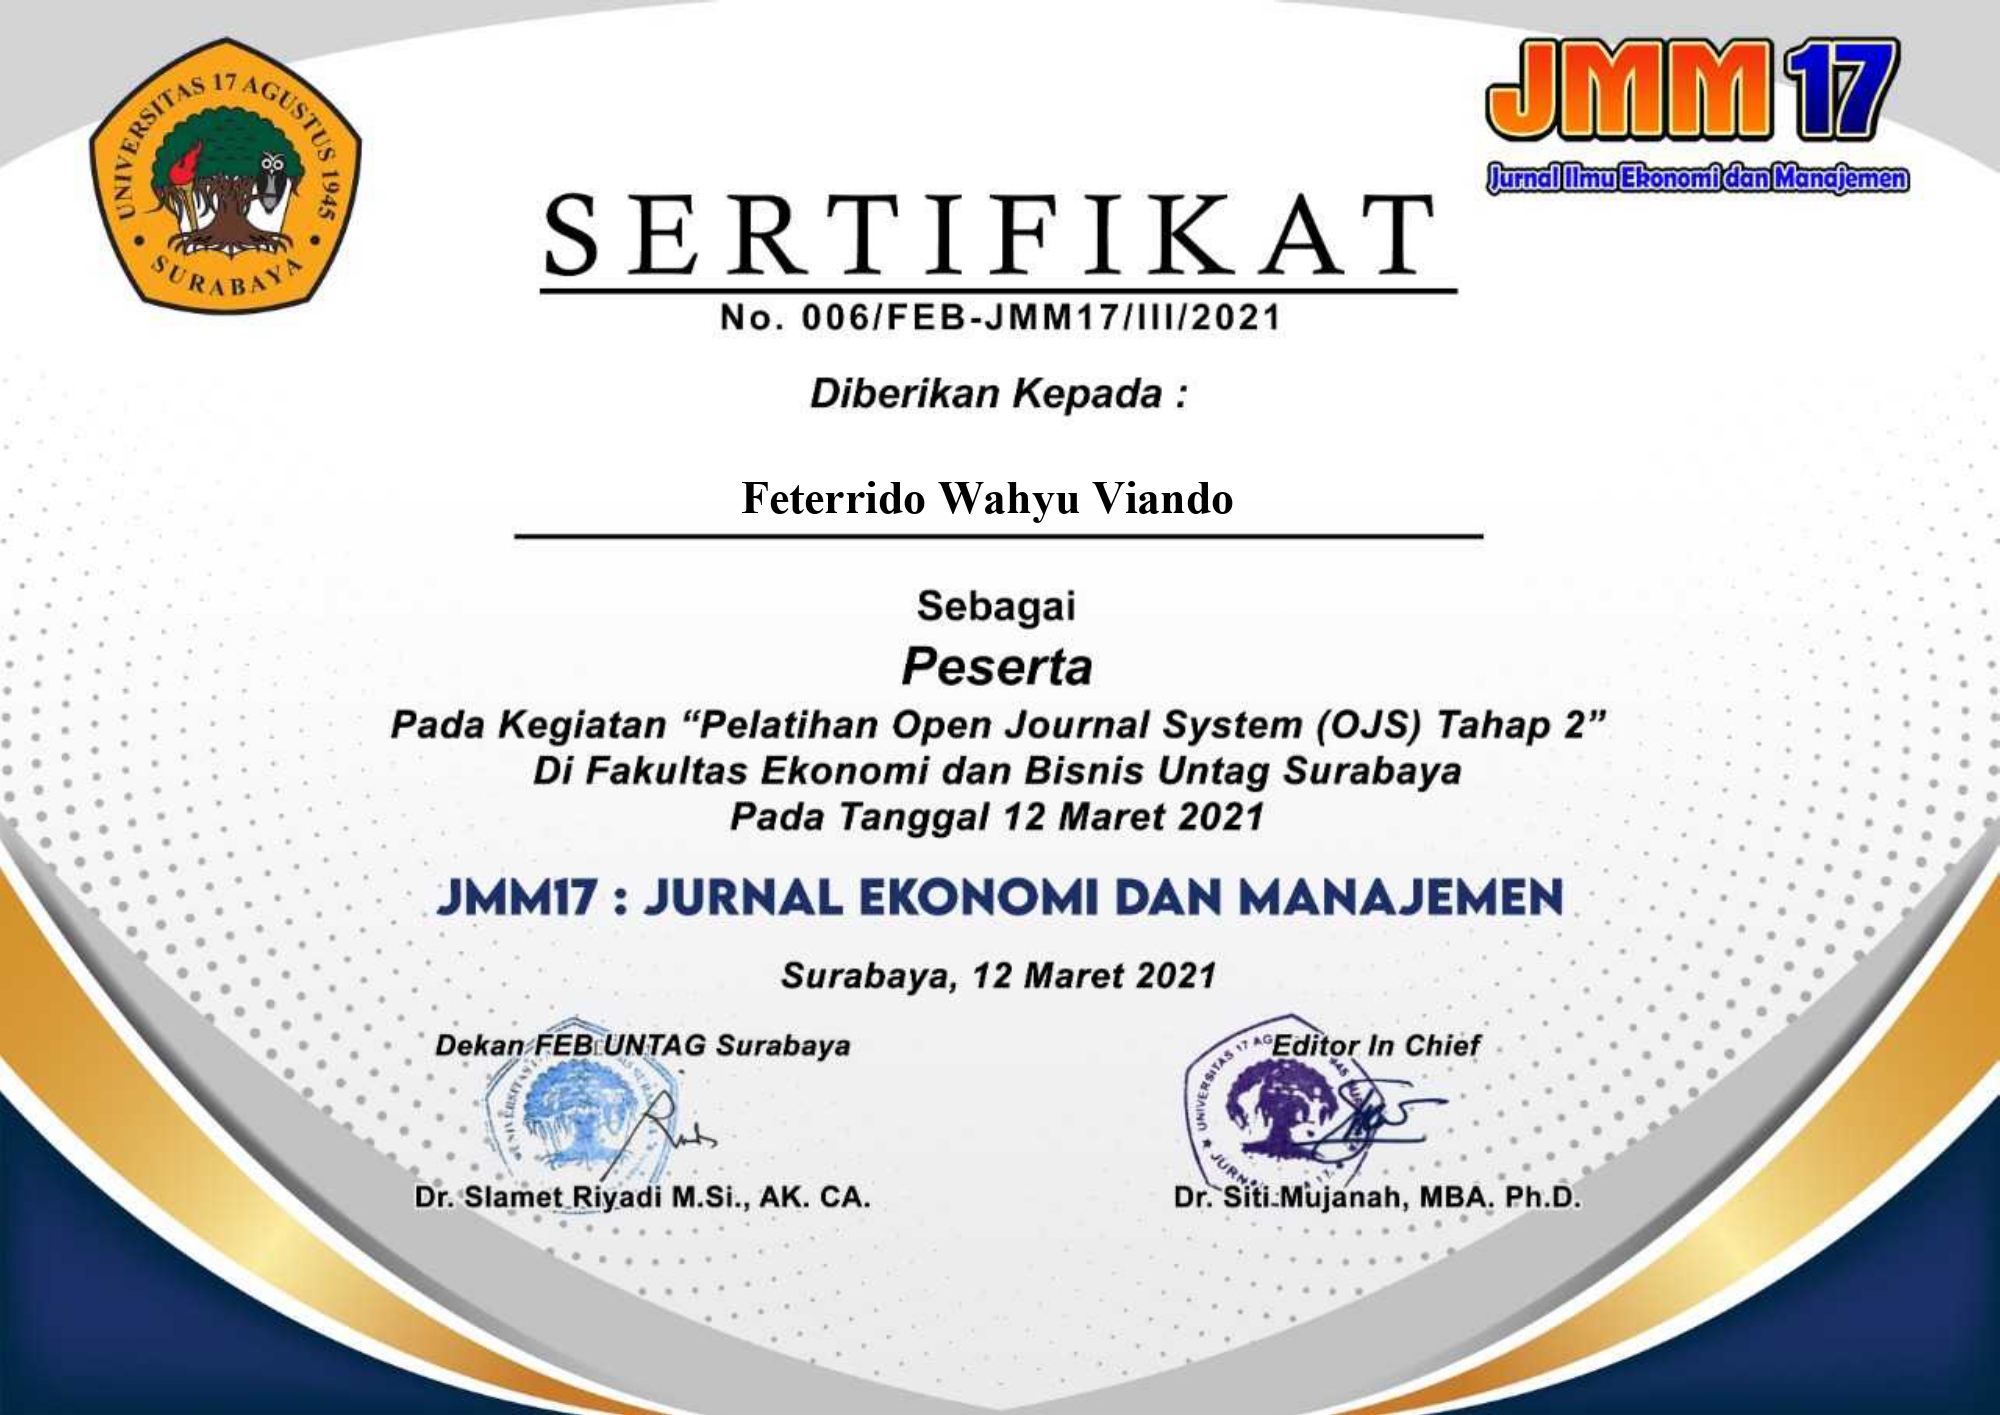 UNIVERSITAS 17 AGUSTUS 1945
SURABAYA
JMM 17
Jurnal Ilmu Ekonomi dan Manajemen
SERTIFIKAT
No. 006/FEB-JMM17/III/2021
Diberikan Kepada :
Feterrido Wahyu Viando
Sebagai
Peserta
Pada Kegiatan “Pelatihan Open Journal System (OJS) Tahap 2”
Di Fakultas Ekonomi dan Bisnis Untag Surabaya
Pada Tanggal 12 Maret 2021
JMM17 : JURNAL EKONOMI DAN MANAJEMEN
Surabaya, 12 Maret 2021
Dekan FEB UNTAG Surabaya
Dr. Slamet Riyadi M.Si., AK. CA.
Editor In Chief
UNIVERSITAS 17
Dr. Siti Mujanah, MBA. Ph.D.